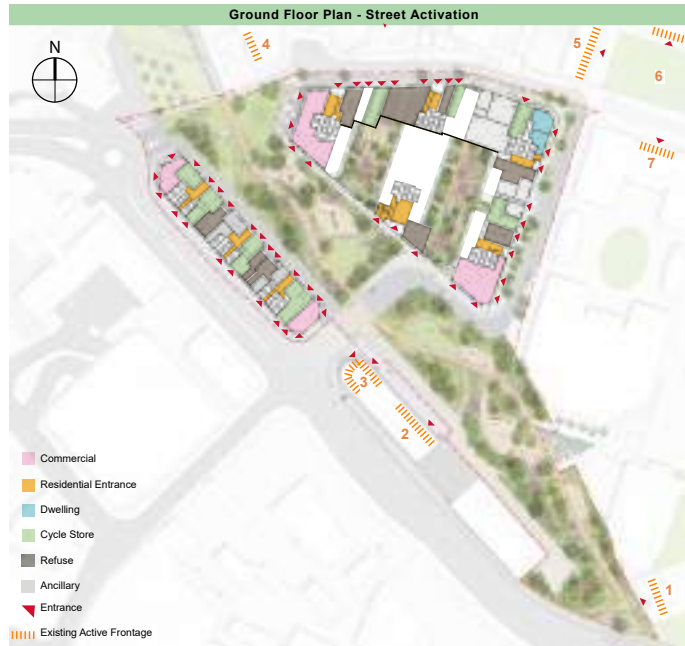 Ground Floor Plan - Street Activation
N
4
5
6
7
3
2
1
Commercial
Residential Entrance
Dwelling
Cycle Store
Refuse
Ancillary
Entrance
Existing Active Frontage